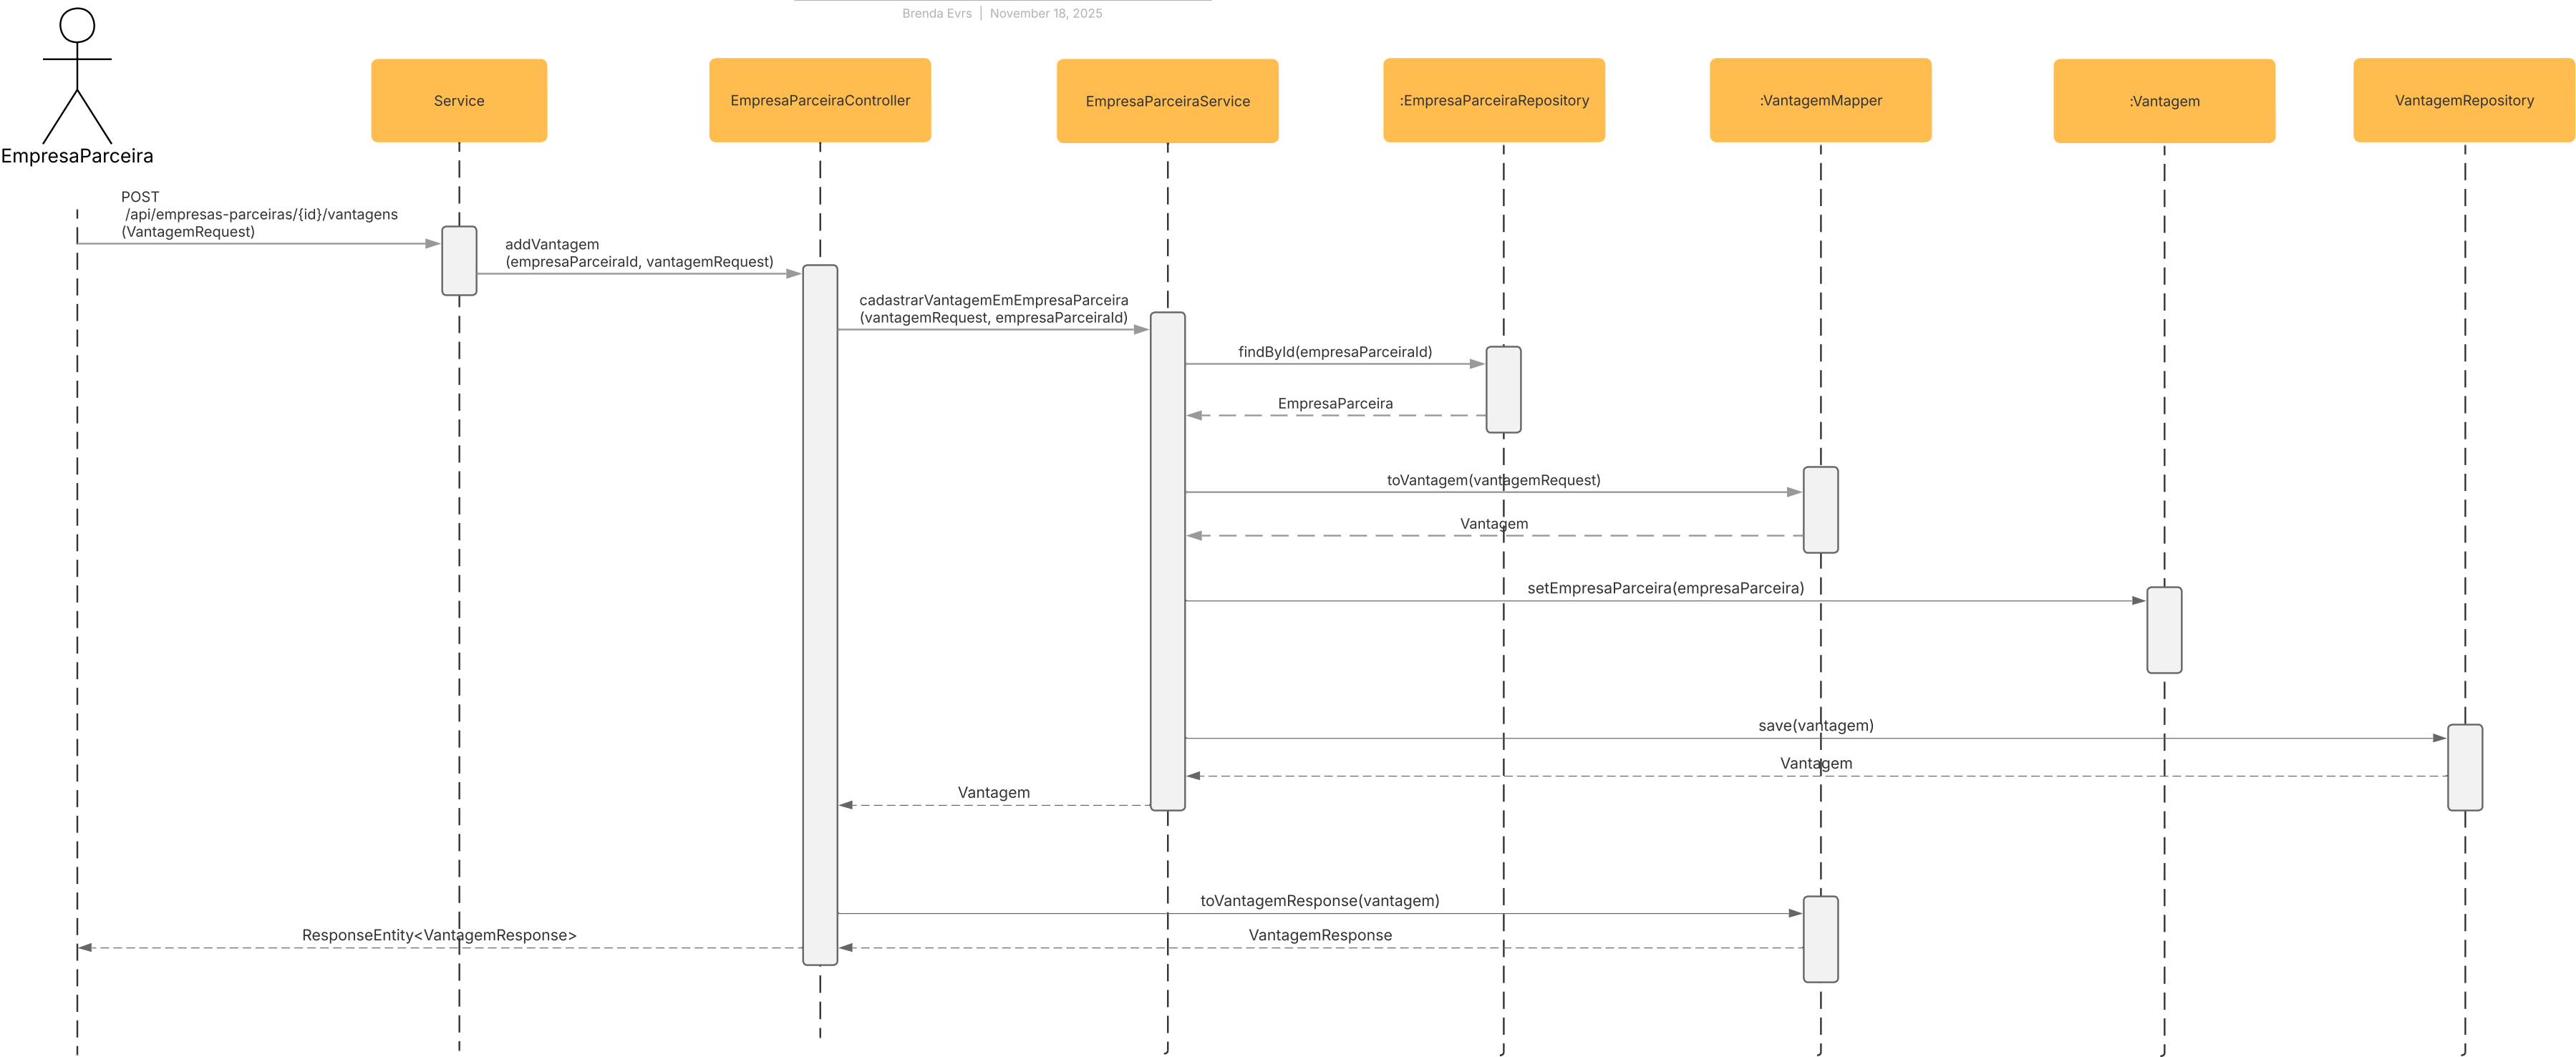 Brenda Evrs | November 18, 2025
EmpresaParceira
Service
EmpresaParceiraController
EmpresaParceiraService
:EmpresaParceiraRepository
:VantagemMapper
:Vantagem
VantagemRepository
POST
/api/empresas-parceiras/{id}/vantagens
(VantagemRequest)
addVantagem
(empresaParceiraId, vantagemRequest)
cadastrarVantagemEmEmpresaParceira
(vantagemRequest, empresaParceiraId)
findById(empresaParceiraId)
EmpresaParceira
toVantagem(vantagemRequest)
Vantagem
setEmpresaParceira(empresaParceira)
save(vantagem)
Vantagem
Vantagem
toVantagemResponse(vantagem)
ResponseEntity<VantagemResponse>
VantagemResponse